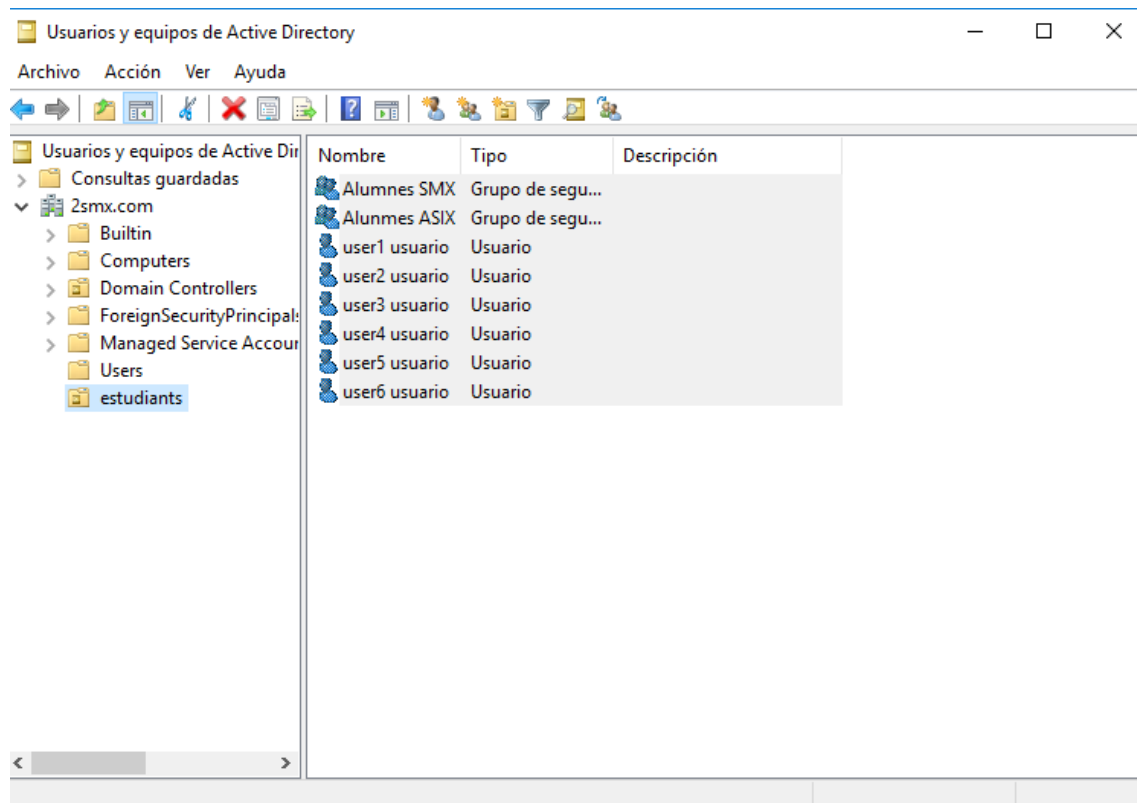 Usuarios y equipos de Active Directory
Archivo Acción Ver Ayuda
Usuarios y equipos de Active Dir
Consultas guardadas
2smx.com
Builtin
Computers
Domain Controllers
ForeignSecurityPrincipals
Managed Service Accour
Users
estudiants
Nombre Tipo Descripción
Alumnes SMX Grupo de segu...
Alunmes ASIX Grupo de segu...
user1 usuario Usuario
user2 usuario Usuario
user3 usuario Usuario
user4 usuario Usuario
user5 usuario Usuario
user6 usuario Usuario